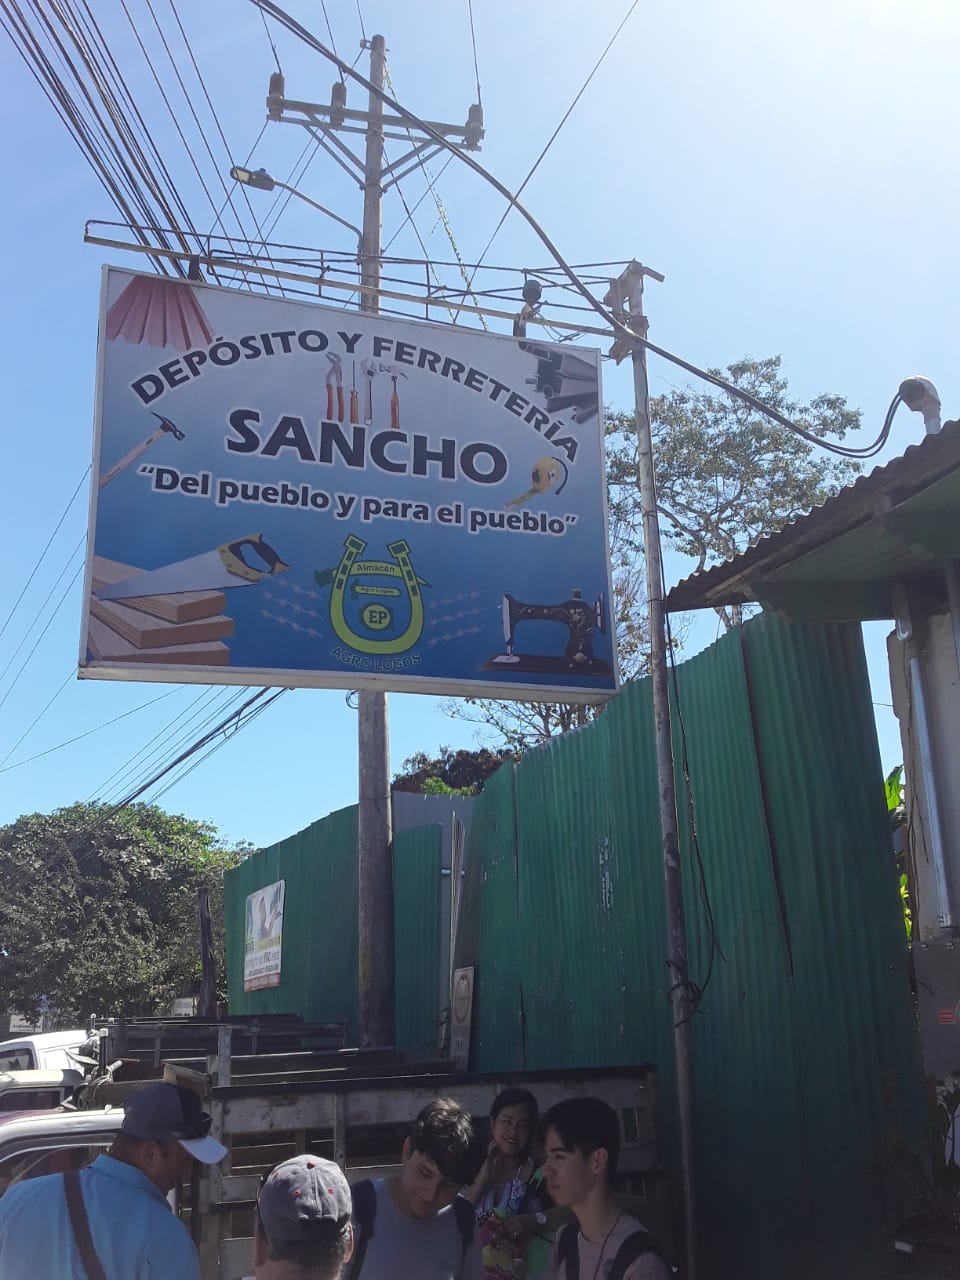 DEPÓSITO Y FERRETERÍA
SANCHO
"Del pueblo y para el pueblo"
Almacén
Agro Logos
EP
AGRO LOGOS